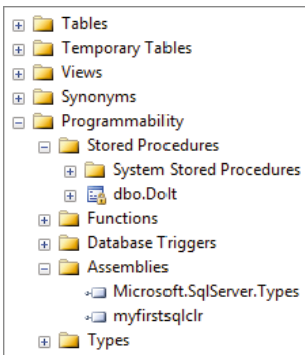 Tables
Temporary Tables
Views
Synonyms
Programmability
Stored Procedures
System Stored Procedures
dbo.DoIt
Functions
Database Triggers
Assemblies
Microsoft.SqlServer.Types
myfirstsqlclr
Types